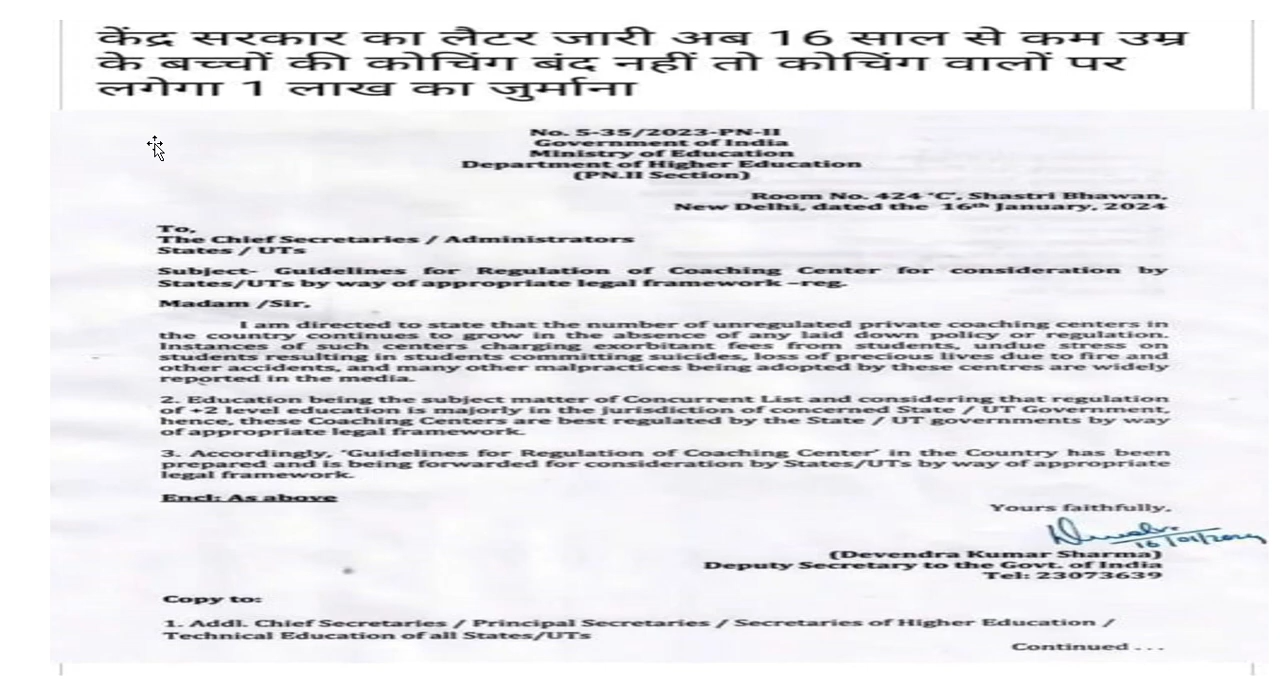 केंद्र सरकार का लैटर जारी अब 16 साल से कम उम्र
के बच्चों की कोचिंग बंद नहीं तो कोचिंग वालों पर
लगेगा 1 लाख का जुर्माना
No. 5-35/2023-PN-II
Government of India
Ministry of Education
Department of Higher Education
(PN.II Section)
Room No. 424 'C', Shastri Bhawan,
New Delhi, dated the 16th January, 2024
To,
The Chief Secretaries / Administrators
States / UTs
Subject- Guidelines for Regulation of Coaching Center for consideration by
States/UTs by way of appropriate legal framework –reg.
Madam /Sir,
I am directed to state that the number of unregulated private coaching centers in
the country continues to grow in the absence of any laid down policy or regulation.
Instances of such centers charging exorbitant fees from students, undue stress on
students resulting in students committing suicides, loss of precious lives due to fire and
other accidents, and many other malpractices being adopted by these centres are widely
reported in the media.
2. Education being the subject matter of Concurrent List and considering that regulation
of +2 level education is majorly in the jurisdiction of concerned State / UT Government,
hence, these Coaching Centers are best regulated by the State / UT governments by way
of appropriate legal framework.
3. Accordingly, 'Guidelines for Regulation of Coaching Center' in the Country has been
prepared and is being forwarded for consideration by States/UTs by way of appropriate
legal framework.
Encl: As above
Yours faithfully,
16/01/2024
(Devendra Kumar Sharma)
Deputy Secretary to the Govt. of India
Tel: 23073639
Copy to:
1. Addl. Chief Secretaries / Principal Secretaries / Secretaries of Higher Education /
Technical Education of all States/UTs
Continued ...